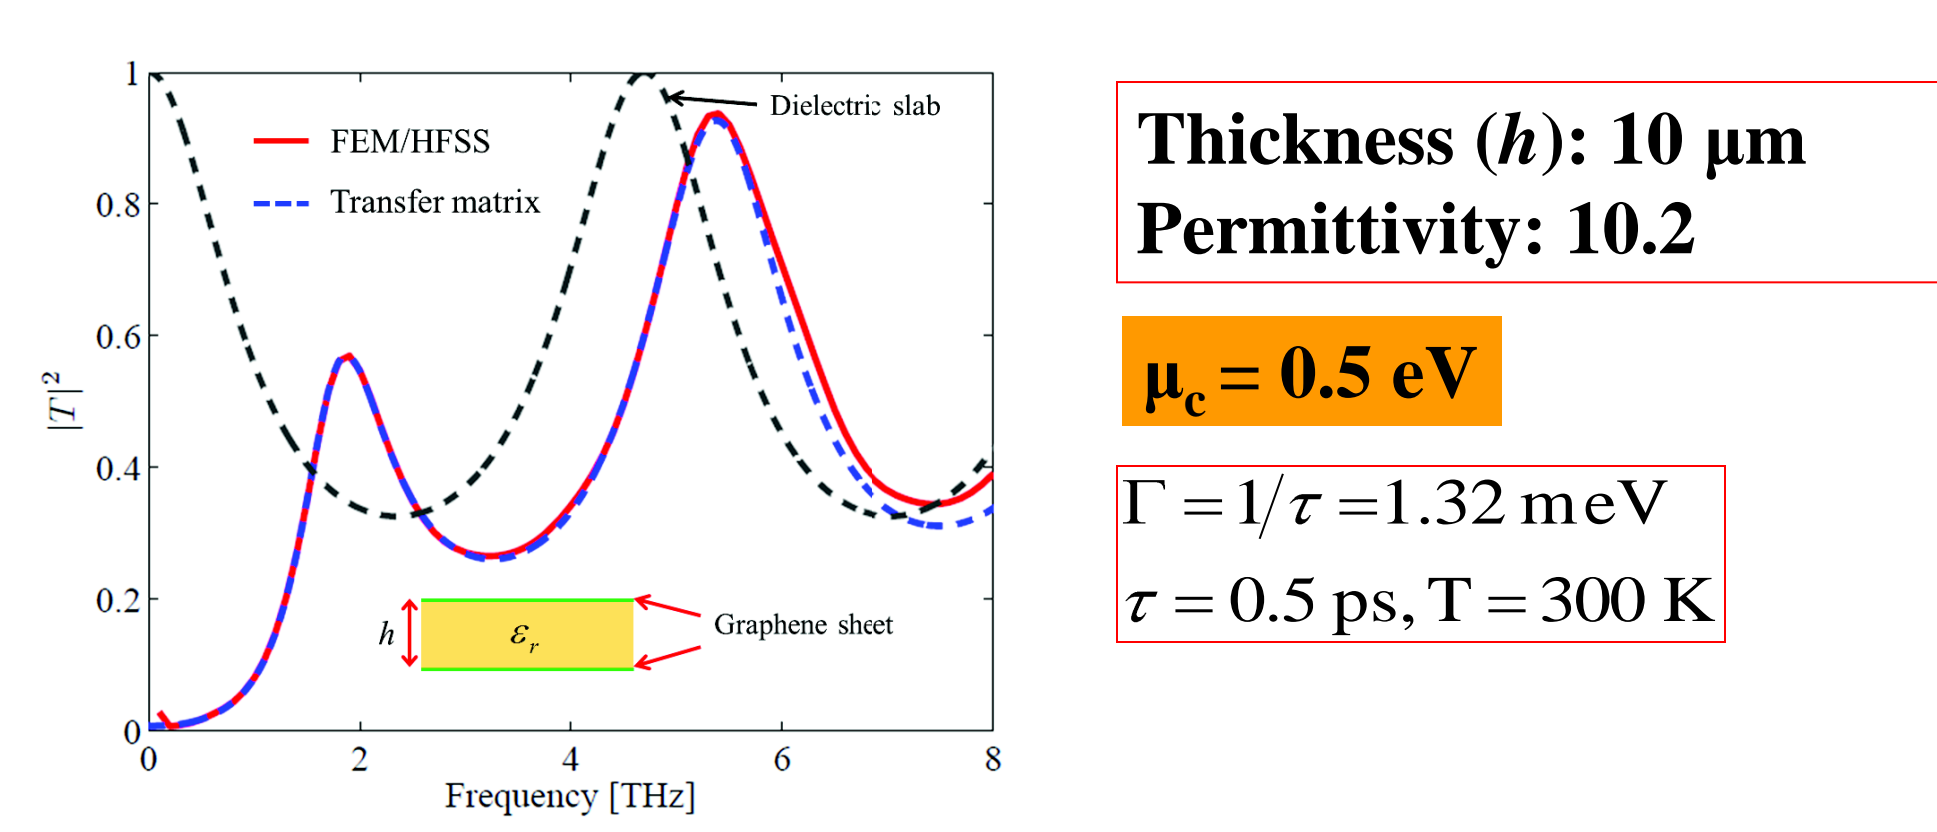 1
0.8
0.6
0.4
0.2
0
0 2 4 6 8
|T|²
Frequency [THz]
FEM/HFSS
Transfer matrix
Dielectric slab
h
εr
Graphene sheet
Thickness (h): 10 µm
Permittivity: 10.2
µc = 0.5 eV
Γ = 1/τ = 1.32 meV
τ = 0.5 ps, T = 300 K